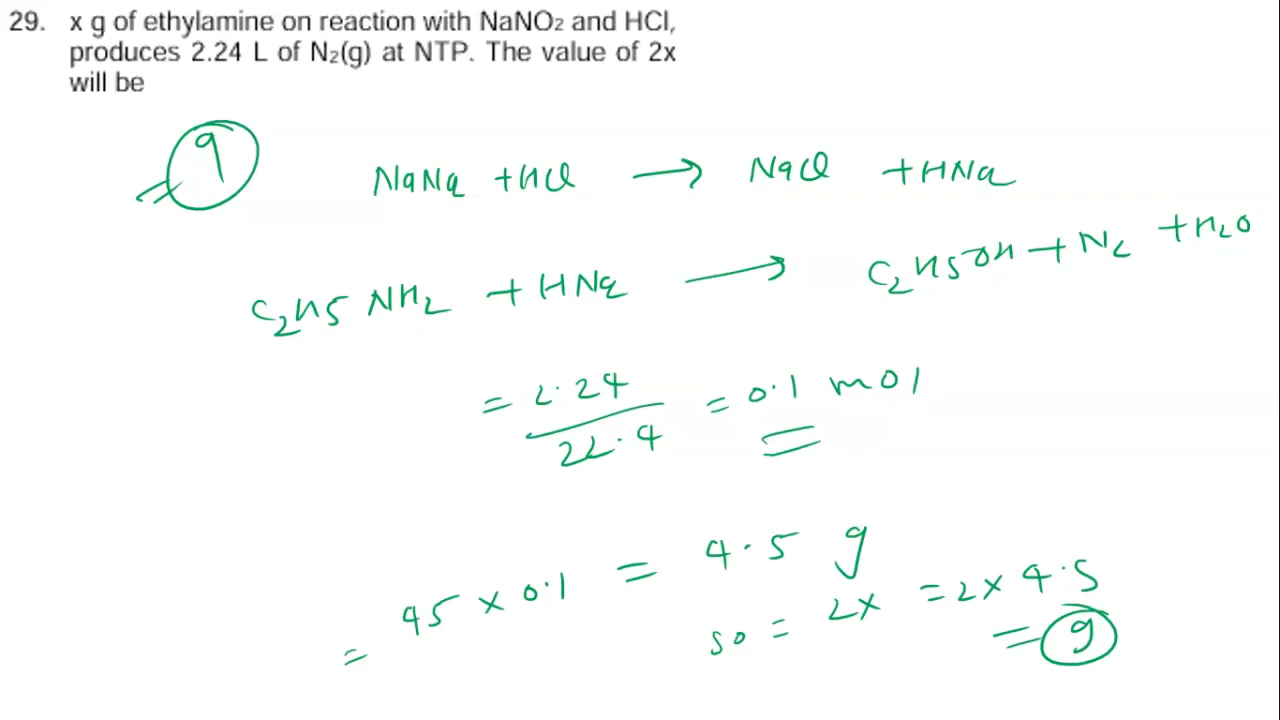 29. x g of ethylamine on reaction with NaNO₂ and HCl,
produces 2.24 L of N₂(g) at NTP. The value of 2x
will be
9
NaNO₂ + HCl → NaCl + HNO₂
C₂H₅NH₂ + HNO₂ → C₂H₅OH + N₂ + H₂O
= 2.24 / 22.4 = 0.1 mol
= 45 × 0.1 = 4.5 g
so = 2x = 2 × 4.5
= 9